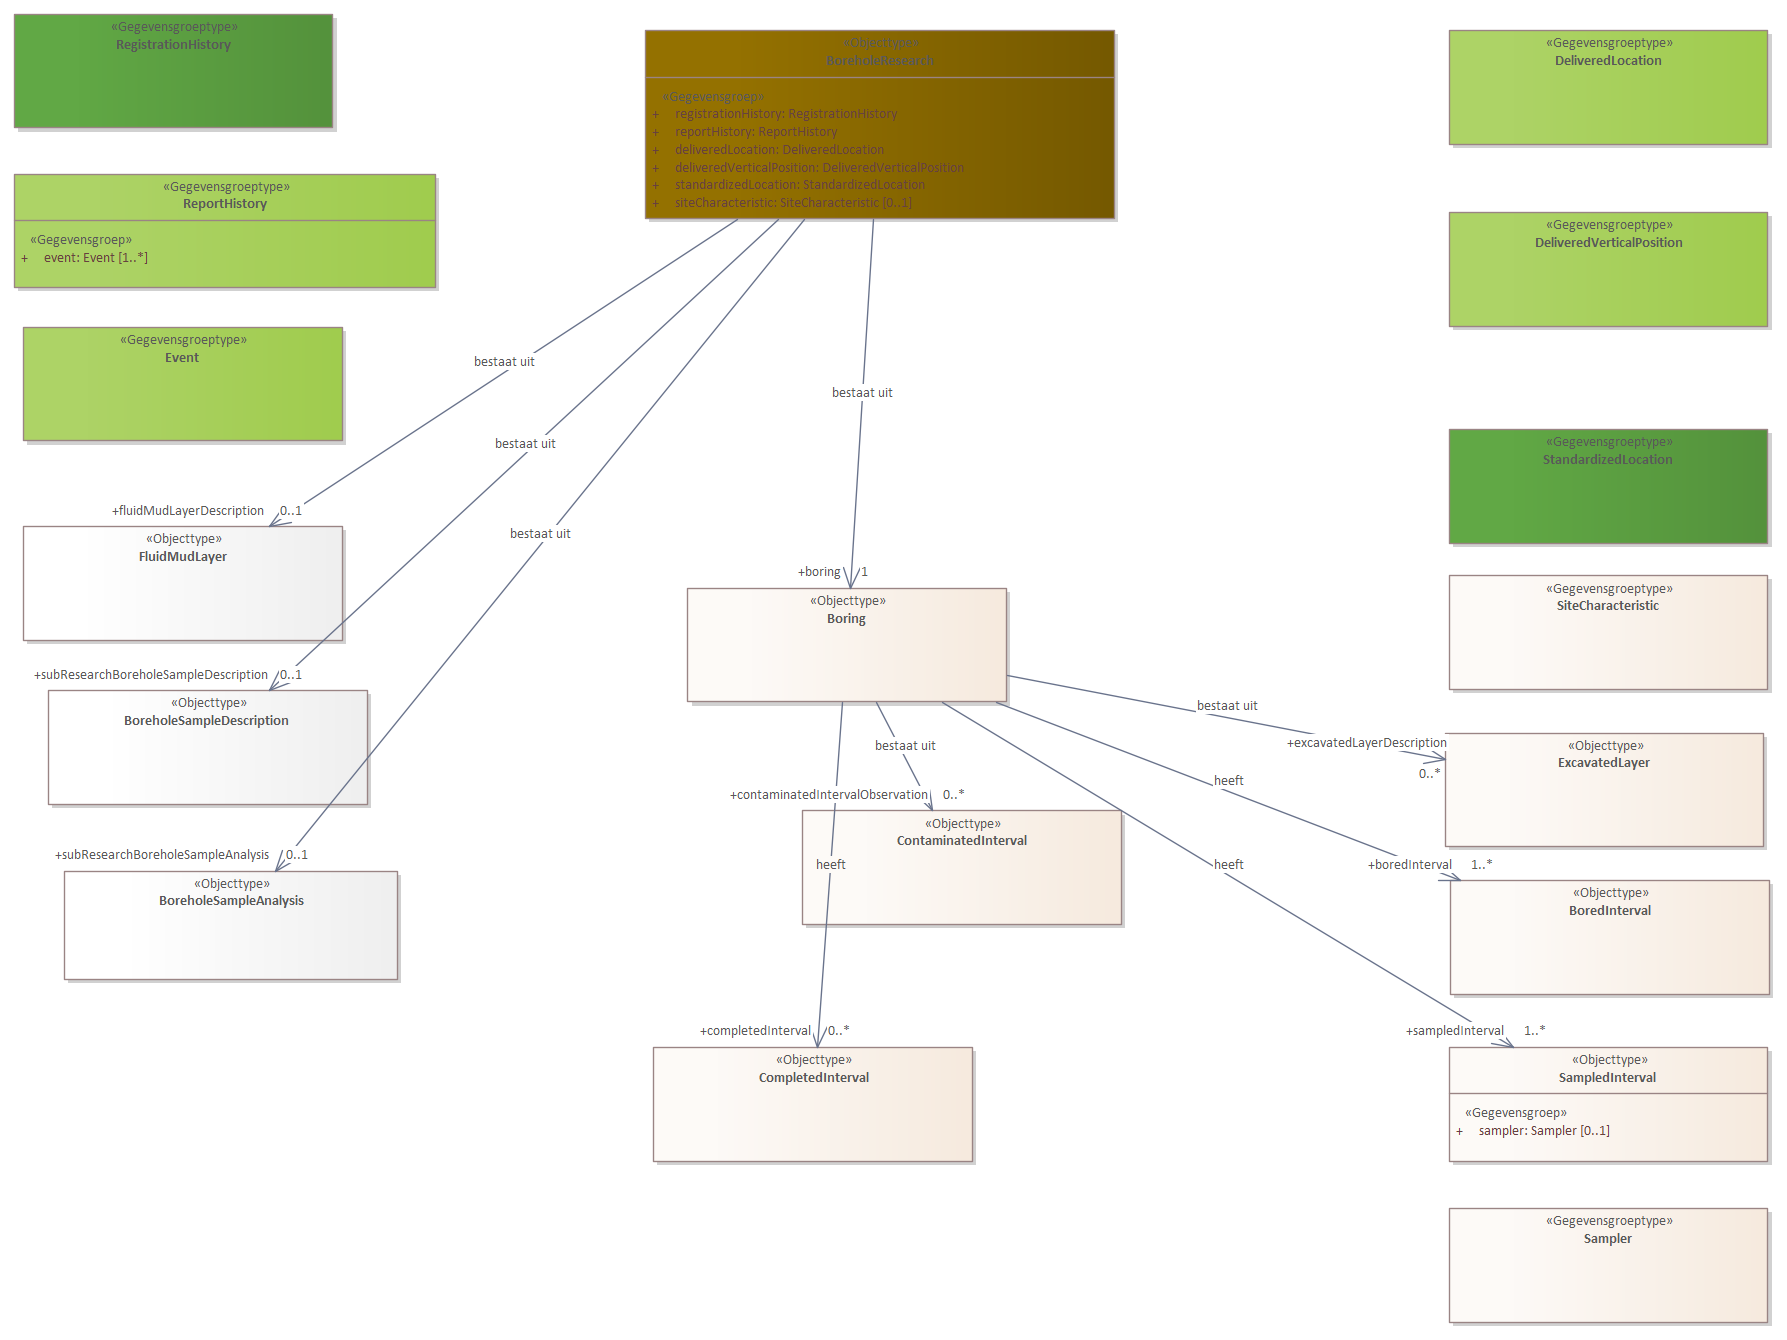 «Gegevensgroeptype»
RegistrationHistory
«Objecttype»
BoreholeResearch
«Gegevensgroep»
+ registrationHistory: RegistrationHistory
+ reportHistory: ReportHistory
+ deliveredLocation: DeliveredLocation
+ deliveredVerticalPosition: DeliveredVerticalPosition
+ standardizedLocation: StandardizedLocation
+ siteCharacteristic: SiteCharacteristic [0..1]
«Gegevensgroeptype»
DeliveredLocation
«Gegevensgroeptype»
ReportHistory
«Gegevensgroep»
+ event: Event [1..*]
«Gegevensgroeptype»
DeliveredVerticalPosition
«Gegevensgroeptype»
Event
bestaat uit
bestaat uit
bestaat uit
bestaat uit
«Gegevensgroeptype»
StandardizedLocation
+fluidMudLayerDescription 0..1
«Objecttype»
FluidMudLayer
+boring 1
«Objecttype»
Boring
«Gegevensgroeptype»
SiteCharacteristic
+subResearchBoreholeSampleDescription 0..1
«Objecttype»
BoreholeSampleDescription
bestaat uit
bestaat uit
+excavatedLayerDescription
0..*
«Objecttype»
ExcavatedLayer
heeft
+contaminatedIntervalObservation 0..*
«Objecttype»
ContaminatedInterval
+subResearchBoreholeSampleAnalysis 0..1
«Objecttype»
BoreholeSampleAnalysis
heeft
heeft
+boredInterval 1..*
«Objecttype»
BoredInterval
+completedInterval 0..*
«Objecttype»
CompletedInterval
+sampledInterval 1..*
«Objecttype»
SampledInterval
«Gegevensgroep»
+ sampler: Sampler [0..1]
«Gegevensgroeptype»
Sampler